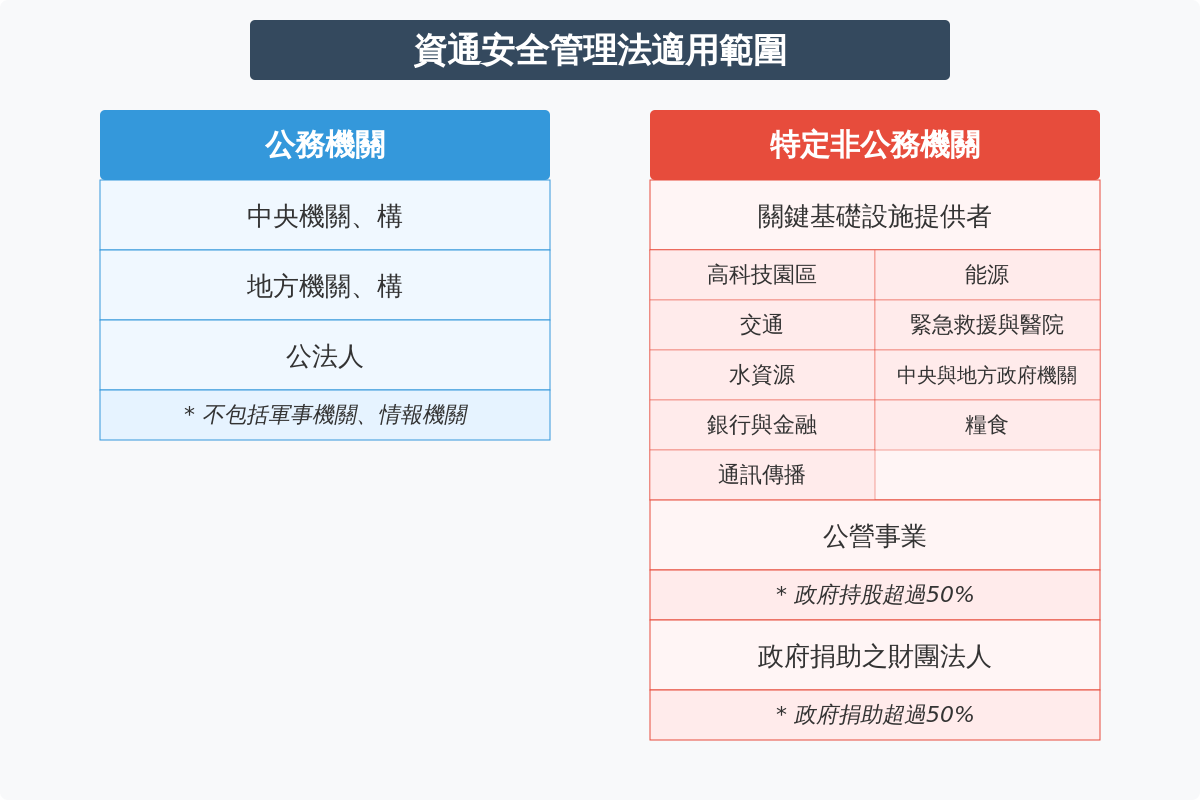 資通安全管理法適用範圍
公務機關
中央機關、構
地方機關、構
公法人
* 不包括軍事機關、情報機關
特定非公務機關
關鍵基礎設施提供者
高科技園區
能源
交通
緊急救援與醫院
水資源
中央與地方政府機關
銀行與金融
糧食
通訊傳播
公營事業
* 政府持股超過50%
政府捐助之財團法人
* 政府捐助超過50%